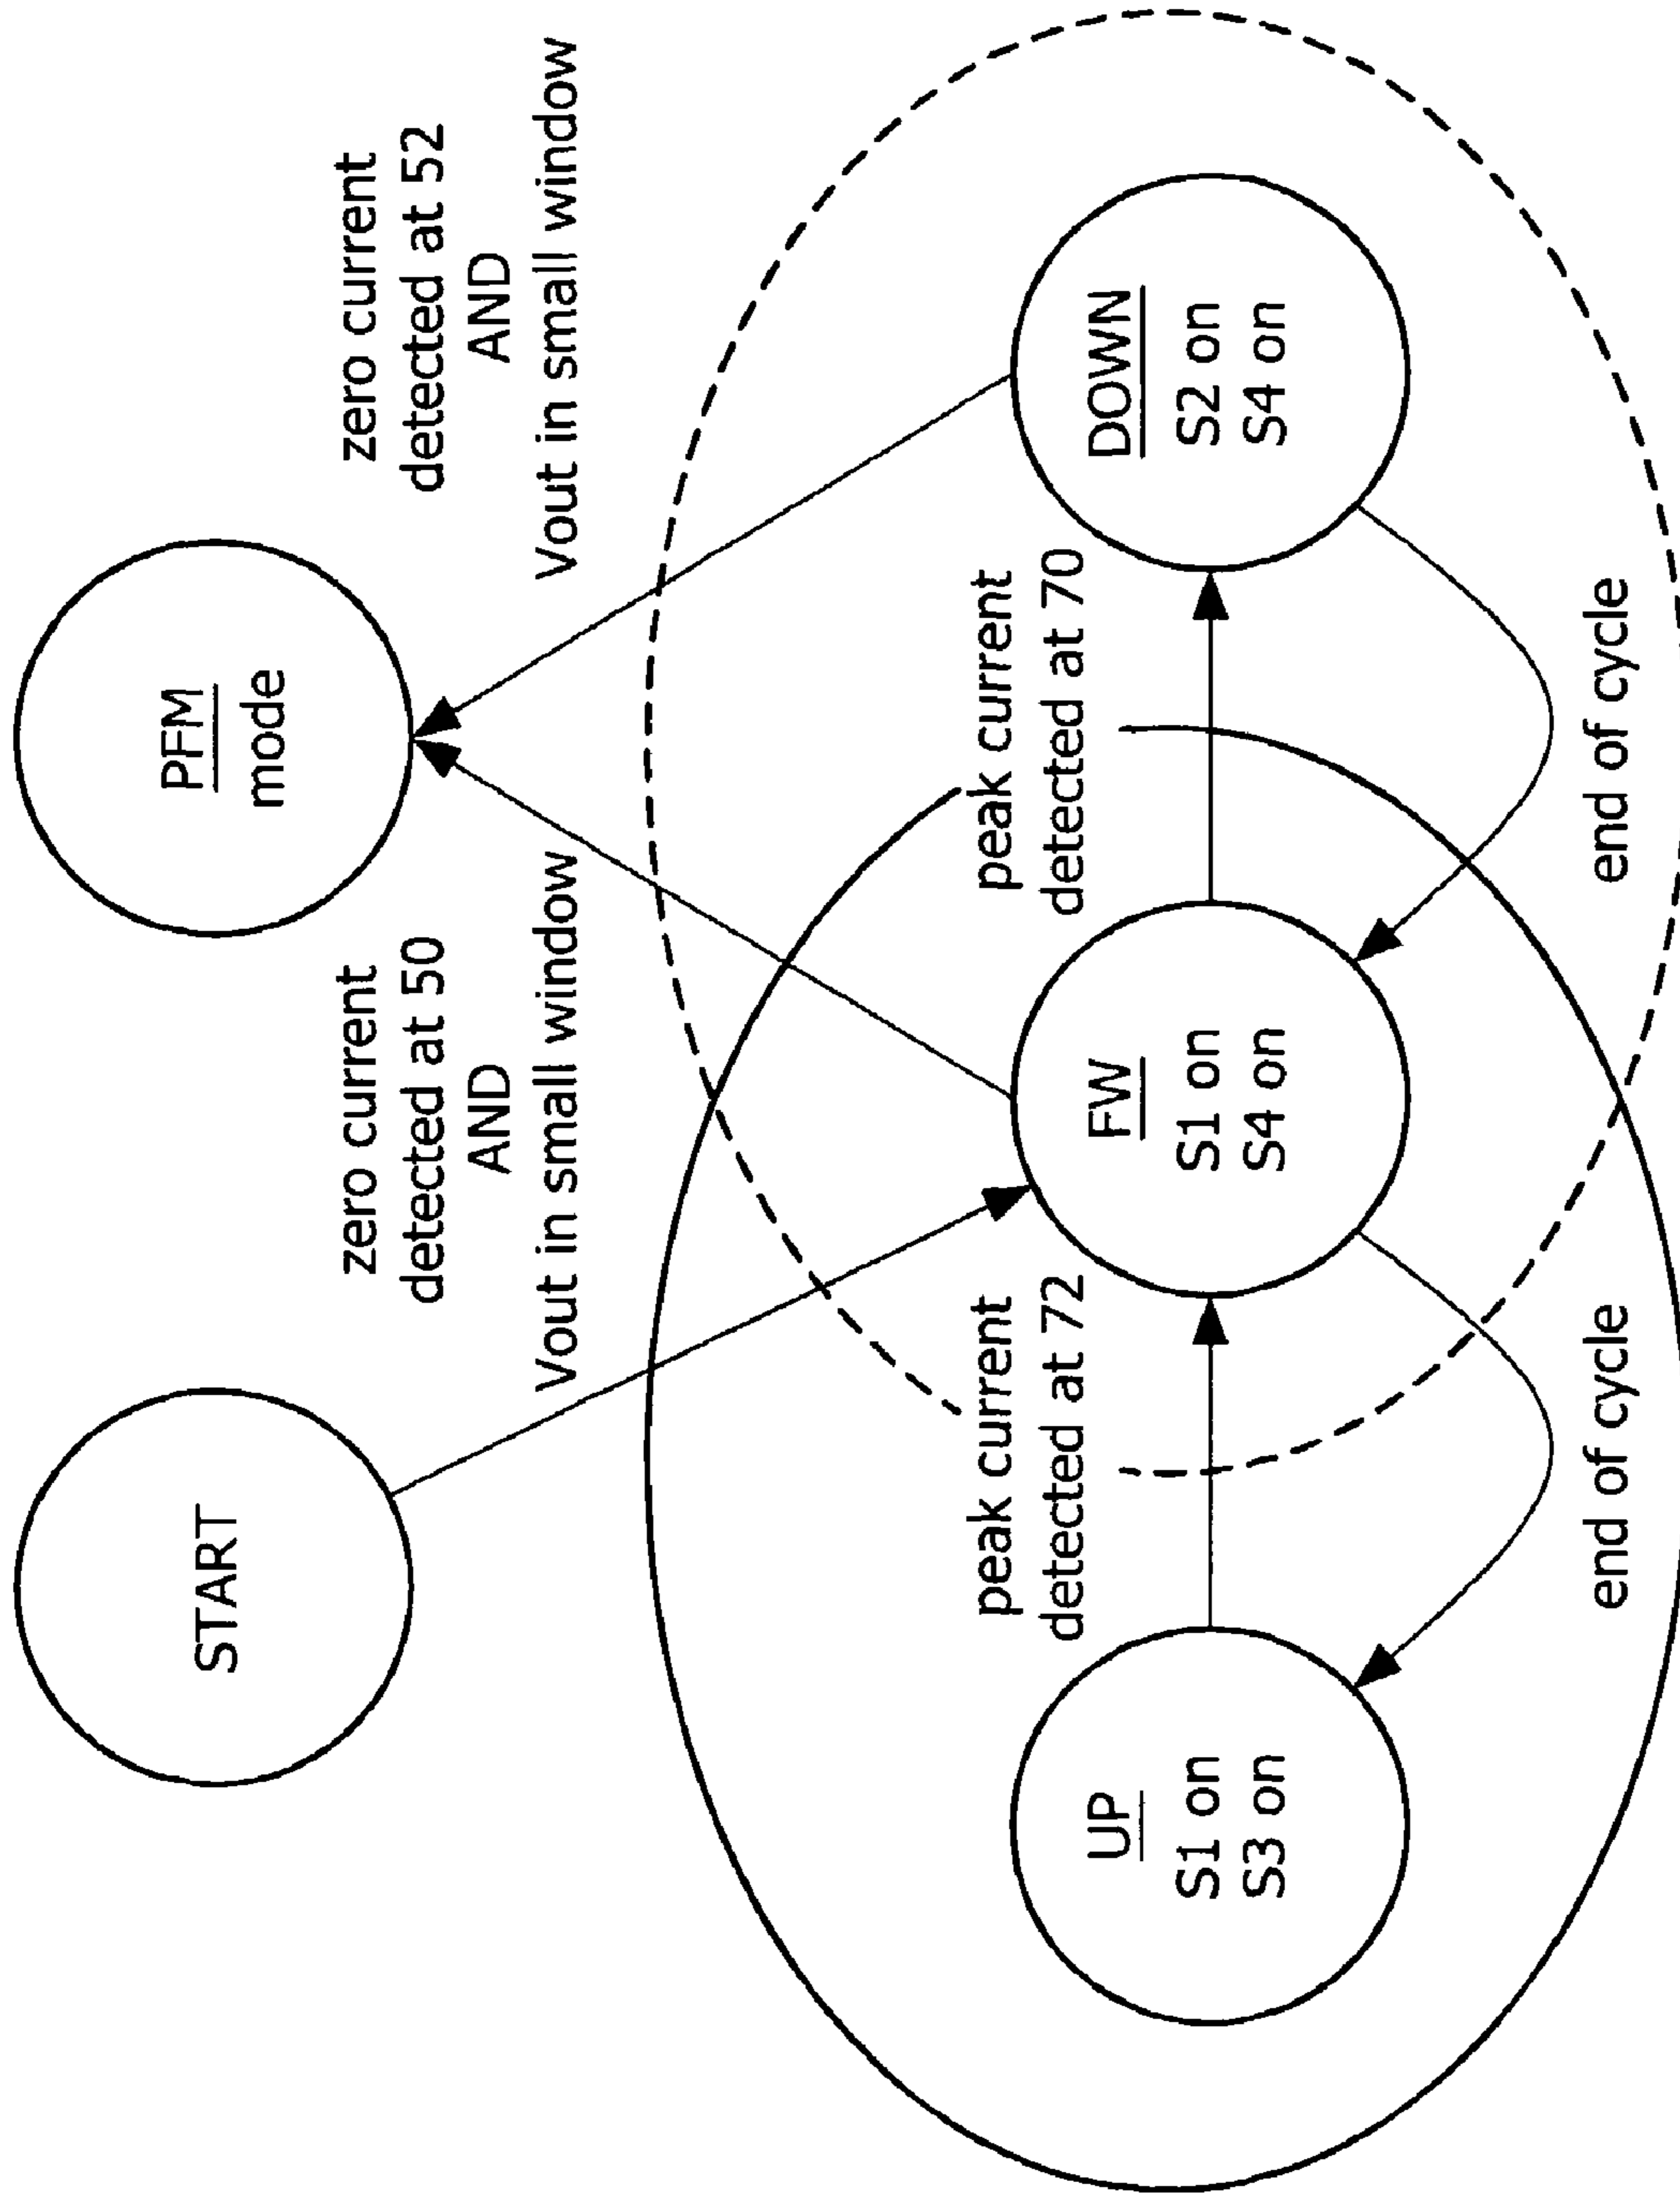 START
PFM
mode
zero current
detected at 50
AND
Vout in small window
zero current
detected at 52
AND
Vout in small window
peak current
detected at 72
peak current
detected at 70
UP
S1 on
S3 on
FW
S1 on
S4 on
DOWN
S2 on
S4 on
end of cycle
end of cycle